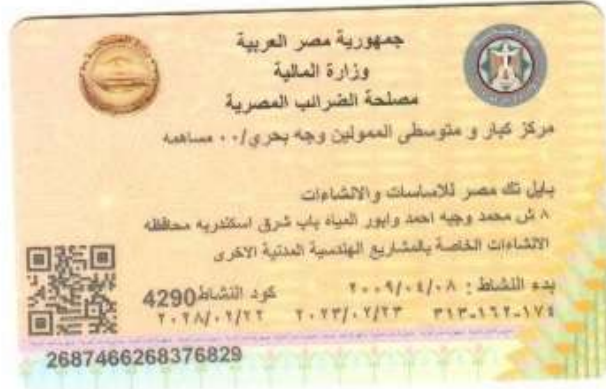 جمهورية مصر العربية
وزارة المالية
مصلحة الضرائب المصرية
مركز كبار و متوسطى الممولين وجه بحري/٠٠ مساهمه
بايل تك مصر للاساسات والانشاءات
٨ ش محمد وجيه احمد وابور المياه باب شرق اسكندريه محافظه
الانشاءات الخاصة بالمشاريع الهندسية المدنية الاخرى
بدء النشاط : ٢٠٠٩/٠٤/٠٨ كود النشاط 4290
٣١٣-١٦٢-١٧٤ ٢٠٢٣/٠٢/٢٣ ٢٠٢٨/٠٢/٢٢
2687466268376829